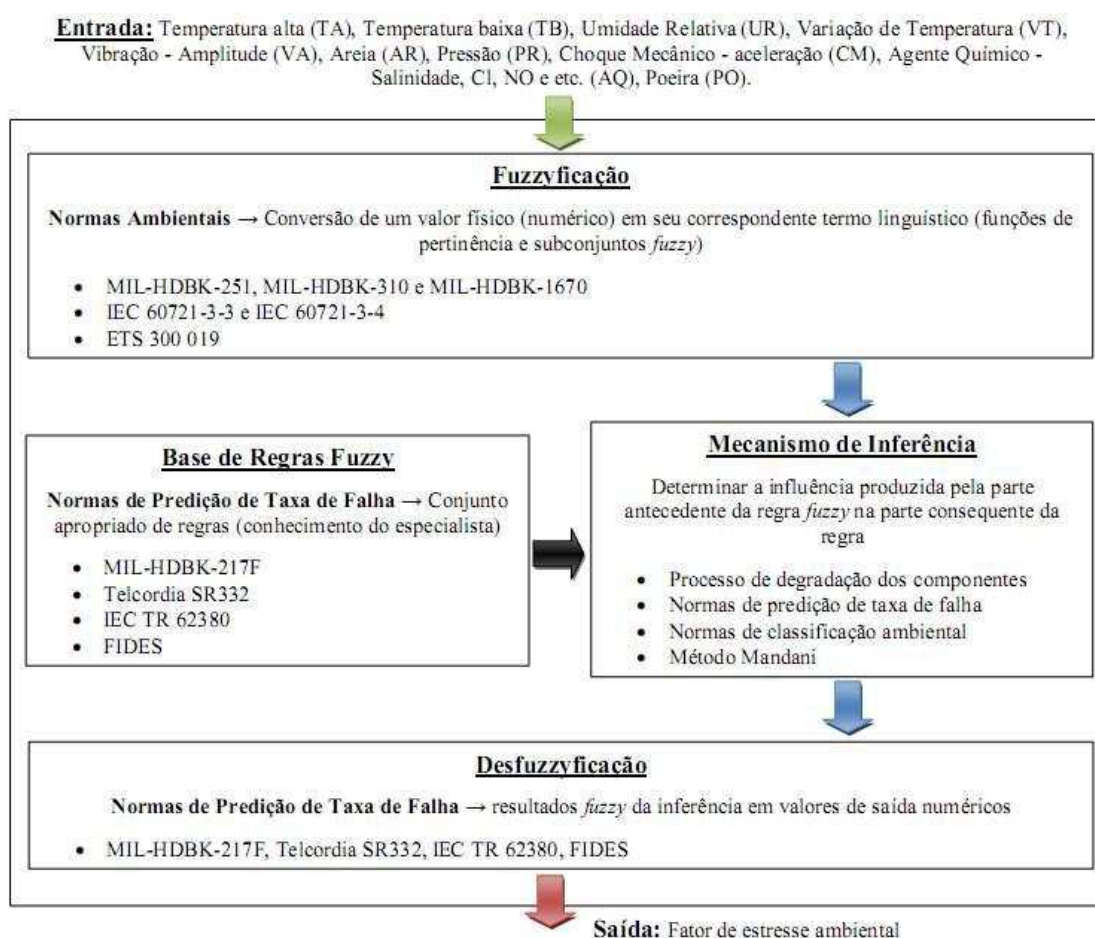 Entrada: Temperatura alta (TA), Temperatura baixa (TB), Umidade Relativa (UR), Variação de Temperatura (VT),
Vibração - Amplitude (VA), Areia (AR), Pressão (PR), Choque Mecânico - aceleração (CM), Agente Químico -
Salinidade, Cl, NO e etc. (AQ), Poeira (PO).
Fuzzyficação
Normas Ambientais → Conversão de um valor físico (numérico) em seu correspondente termo linguístico (funções de
pertinência e subconjuntos fuzzy)
• MIL-HDBK-251, MIL-HDBK-310 e MIL-HDBK-1670
• IEC 60721-3-3 e IEC 60721-3-4
• ETS 300 019
Base de Regras Fuzzy
Normas de Predição de Taxa de Falha → Conjunto
apropriado de regras (conhecimento do especialista)
• MIL-HDBK-217F
• Telcordia SR332
• IEC TR 62380
• FIDES
Mecanismo de Inferência
Determinar a influência produzida pela parte
antecedente da regra fuzzy na parte consequente da
regra
• Processo de degradação dos componentes
• Normas de predição de taxa de falha
• Normas de classificação ambiental
• Método Mandani
Desfuzzyficação
Normas de Predição de Taxa de Falha → resultados fuzzy da inferência em valores de saída numéricos
• MIL-HDBK-217F, Telcordia SR332, IEC TR 62380, FIDES
Saída: Fator de estresse ambiental